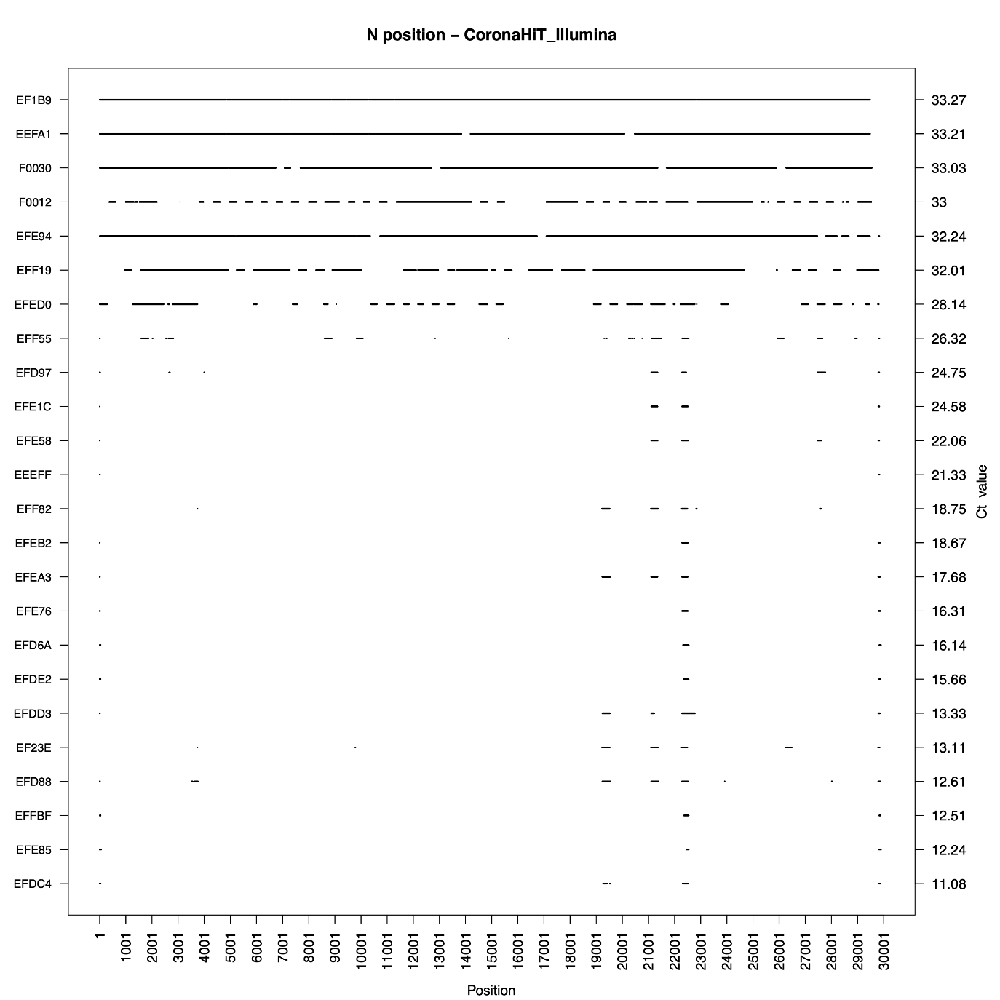 N position – CoronaHiT_Illumina
EF1B9 33.27
EEFA1 33.21
F0030 33.03
F0012 33
EFE94 32.24
EFF19 32.01
EFED0 28.14
EFF55 26.32
EFD97 24.75
EFE1C 24.58
EFE58 22.06
EEEFF 21.33
EFF82 18.75
EFEB2 18.67
EFEA3 17.68
EFE76 16.31
EFD6A 16.14
EFDE2 15.66
EFDD3 13.33
EF23E 13.11
EFD88 12.61
EFFBF 12.51
EFE85 12.24
EFDC4 11.08
Ct value
1 1001 2001 3001 4001 5001 6001 7001 8001 9001 10001 11001 12001 13001 14001 15001 16001 17001 18001 19001 20001 21001 22001 23001 24001 25001 26001 27001 28001 29001 30001
Position